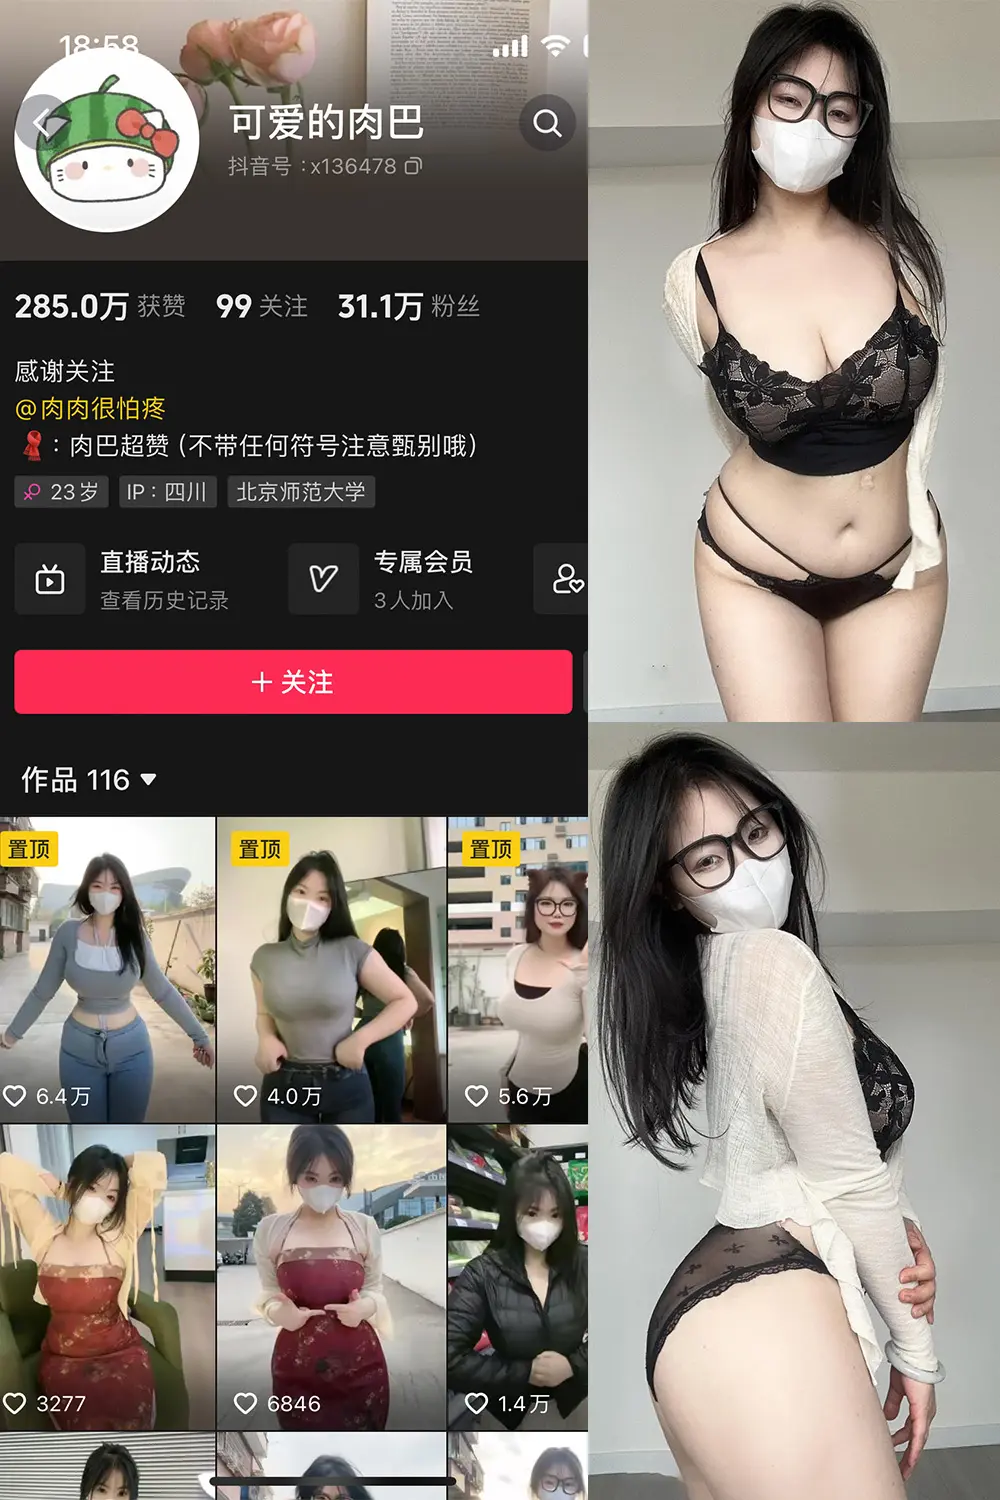 18:58
可爱的肉巴
抖音号：x136478
285.0万 获赞 99 关注 31.1万 粉丝
感谢关注
@肉肉很怕疼
：肉巴超赞（不带任何符号注意甄别哦）
23岁 IP：四川 北京师范大学
直播动态 专属会员
查看历史记录 3人加入
＋关注
作品 116
置顶 置顶 置顶
6.4万 4.0万 5.6万
3277 6846 1.4万